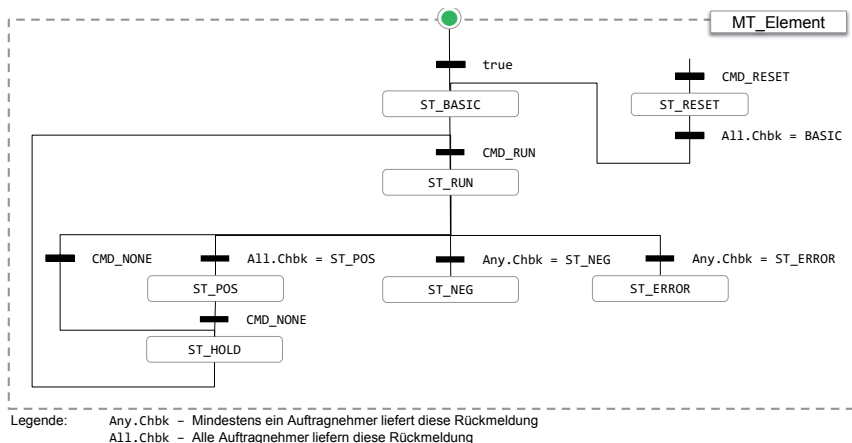 MT_Element
true
CMD_RESET
ST_BASIC
ST_RESET
All.Chbk = BASIC
CMD_RUN
ST_RUN
CMD_NONE
All.Chbk = ST_POS
Any.Chbk = ST_NEG
Any.Chbk = ST_ERROR
ST_POS
ST_NEG
ST_ERROR
CMD_NONE
ST_HOLD
Legende: Any.Chbk – Mindestens ein Auftragnehmer liefert diese Rückmeldung
All.Chbk – Alle Auftragnehmer liefern diese Rückmeldung